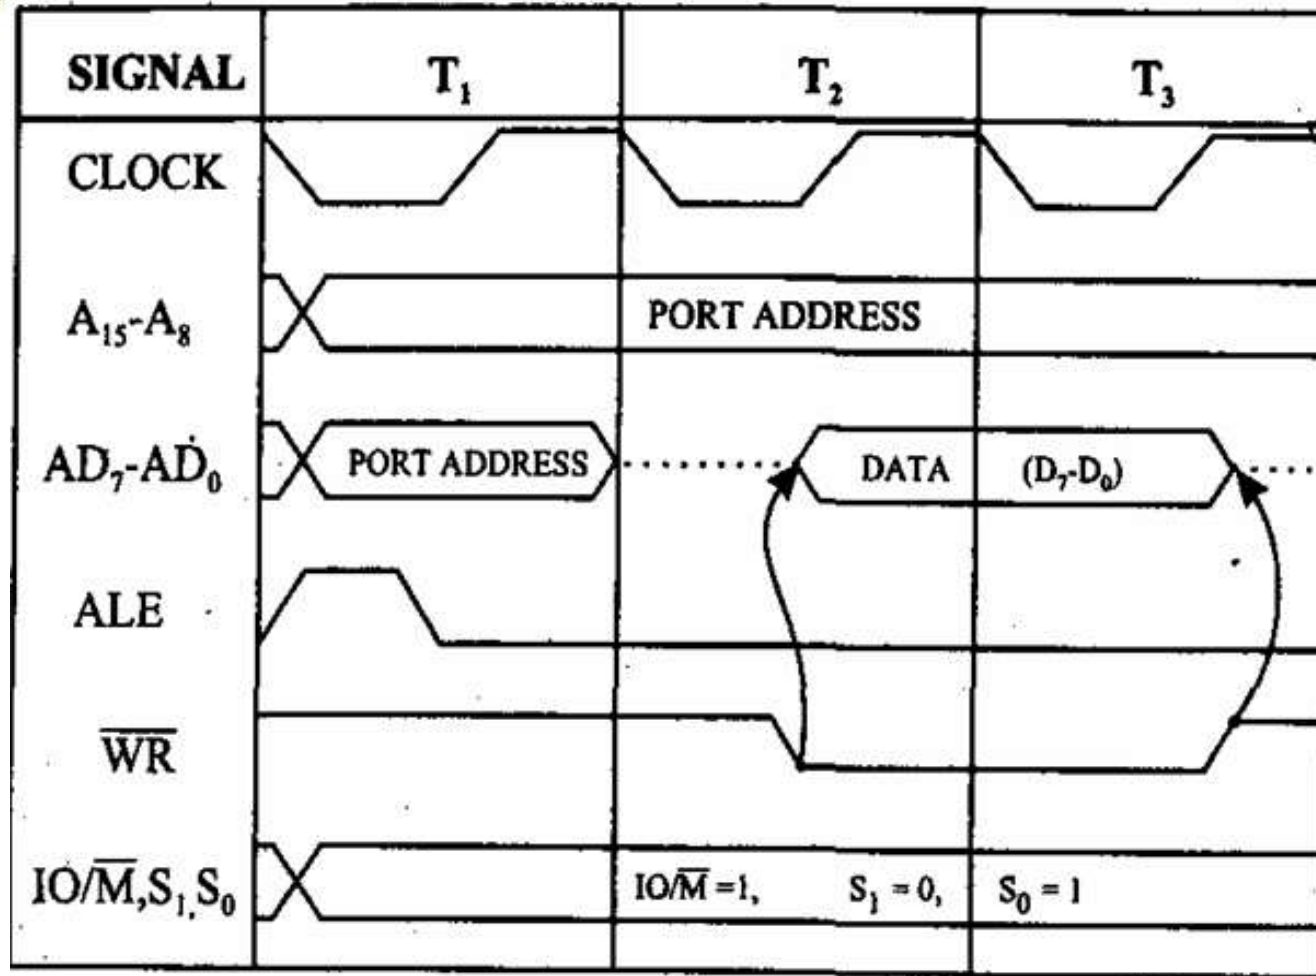 SIGNAL T₁ T₂ T₃
CLOCK
A₁₅-A₈ PORT ADDRESS
AD₇-AD₀ PORT ADDRESS DATA (D₇-D₀)
ALE
W̅R̅
IO/M̅,S₁,S₀ IO/M̅ =1, S₁ = 0, S₀ = 1